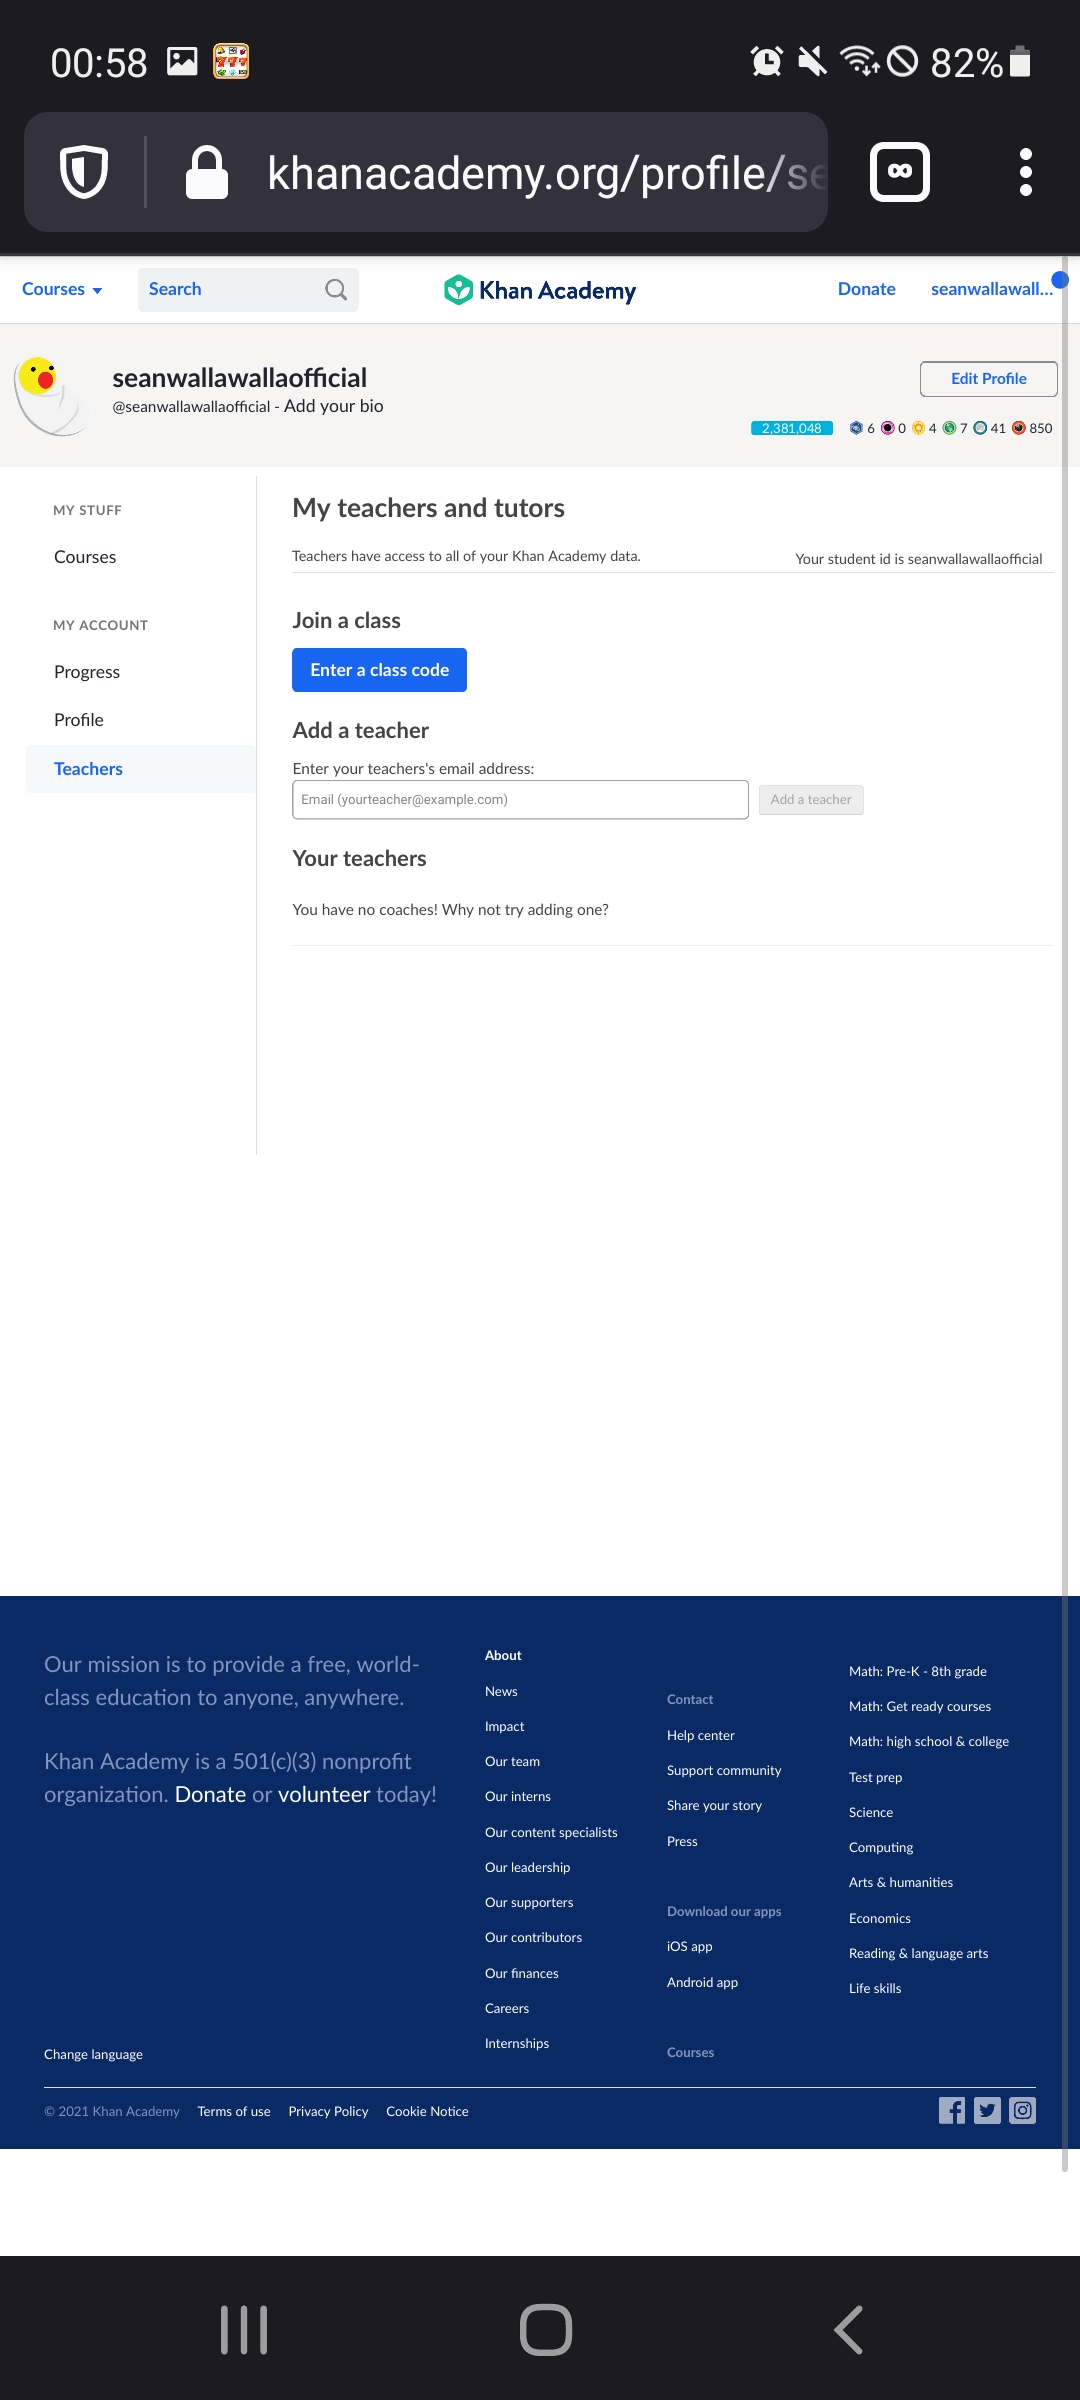 00:58
82%
khanacademy.org/profile/se
Courses
Search
Khan Academy
Donate
seanwallawall...
seanwallawallaofficial
@seanwallawallaofficial - Add your bio
Edit Profile
2,381,048
6 0 4 7 41 850
MY STUFF
Courses
MY ACCOUNT
Progress
Profile
Teachers
My teachers and tutors
Teachers have access to all of your Khan Academy data.
Your student id is seanwallawallaofficial
Join a class
Enter a class code
Add a teacher
Enter your teachers's email address:
Email (yourteacher@example.com)
Add a teacher
Your teachers
You have no coaches! Why not try adding one?
Our mission is to provide a free, world-
class education to anyone, anywhere.
Khan Academy is a 501(c)(3) nonprofit
organization. Donate or volunteer today!
Change language
About
News
Impact
Our team
Our interns
Our content specialists
Our leadership
Our supporters
Our contributors
Our finances
Careers
Internships
Contact
Help center
Support community
Share your story
Press
Download our apps
iOS app
Android app
Courses
Math: Pre-K - 8th grade
Math: Get ready courses
Math: high school & college
Test prep
Science
Computing
Arts & humanities
Economics
Reading & language arts
Life skills
© 2021 Khan Academy
Terms of use
Privacy Policy
Cookie Notice